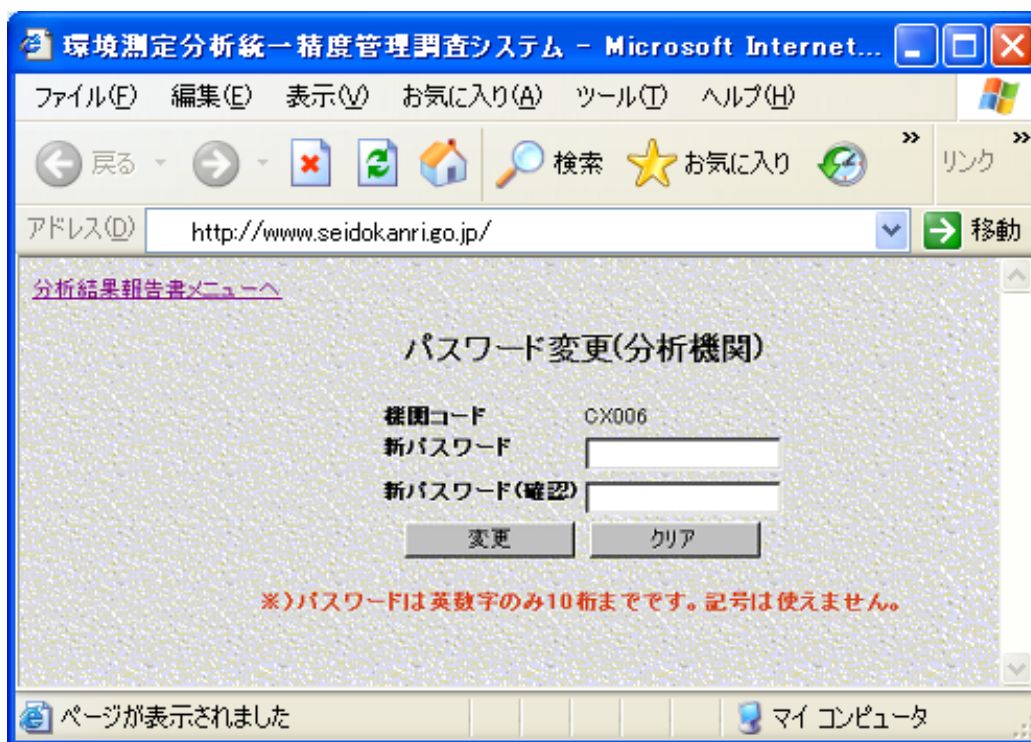 環境測定分析統一精度管理調査システム - Microsoft Internet...
ファイル(F) 編集(E) 表示(V) お気に入り(A) ツール(T) ヘルプ(H)
戻る 検索 お気に入り » リンク »
アドレス(D) http://www.seidokanri.go.jp/ 移動
分析結果報告書メニューへ
パスワード変更(分析機関)
機関コード CX006
新パスワード
新パスワード(確認)
変更 クリア
※)パスワードは英数字のみ10桁までです。記号は使えません。
ページが表示されました マイ コンピュータ